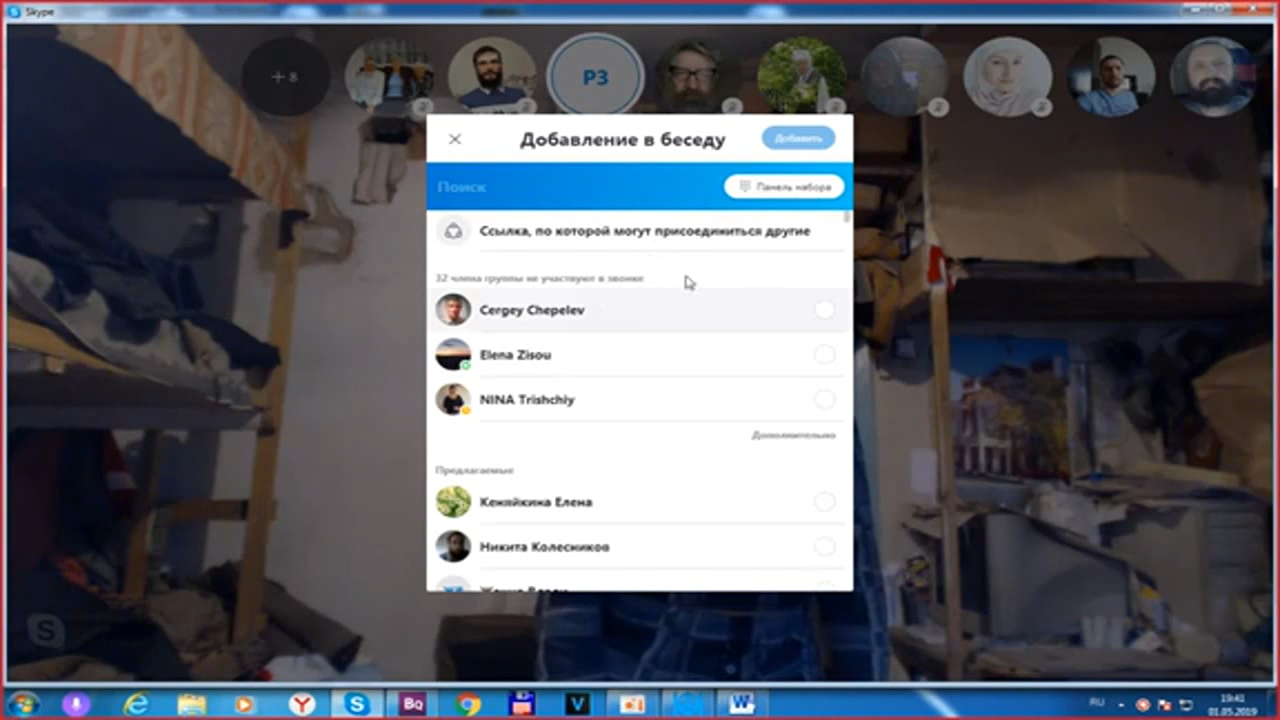 Skype
+8
РЗ
Добавление в беседу
Добавить
Поиск
Панель набора
Ссылка, по которой могут присоединиться другие
32 члена группы не участвуют в звонке
Cergey Chepelev
Elena Zisou
NINA Trishchiy
Дополнительно
Предлагаемые
Кеняйкина Елена
Никита Колесников
RU
19:41
01.05.2019